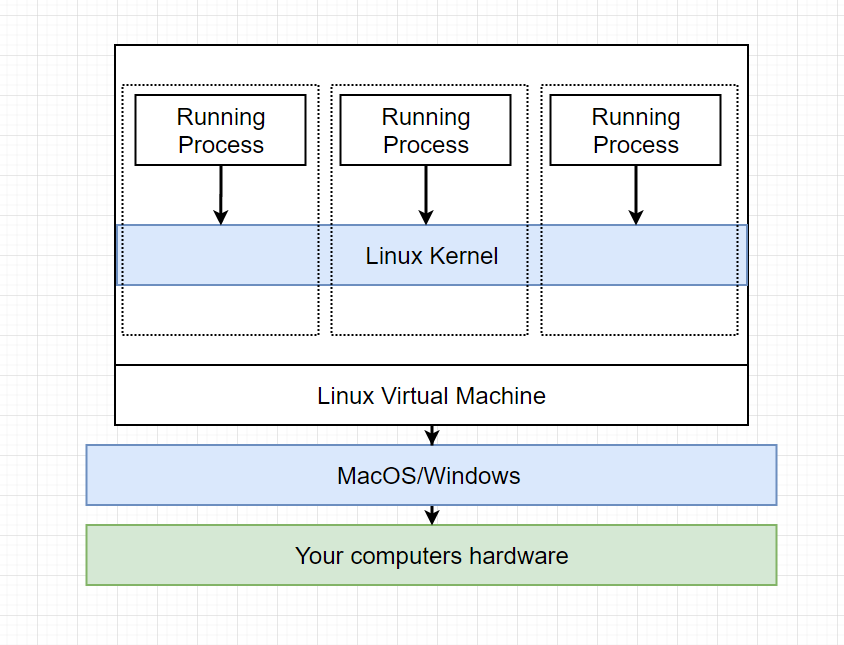 Running
Process
Running
Process
Running
Process
Linux Kernel
Linux Virtual Machine
MacOS/Windows
Your computers hardware